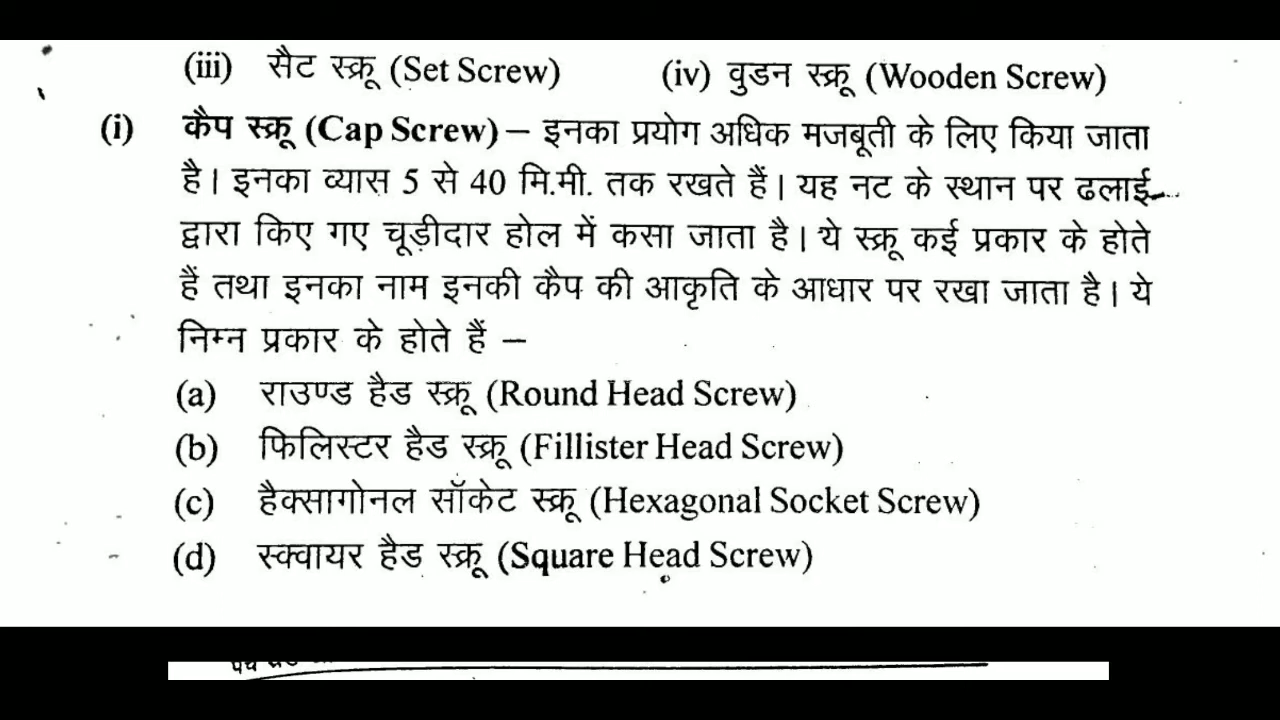 (iii) सैट स्क्रू (Set Screw) (iv) वुडन स्क्रू (Wooden Screw)
(i) कैप स्क्रू (Cap Screw) – इनका प्रयोग अधिक मजबूती के लिए किया जाता
है। इनका व्यास 5 से 40 मि.मी. तक रखते हैं। यह नट के स्थान पर ढलाई
द्वारा किए गए चूड़ीदार होल में कसा जाता है। ये स्क्रू कई प्रकार के होते
हैं तथा इनका नाम इनकी कैप की आकृति के आधार पर रखा जाता है। ये
निम्न प्रकार के होते हैं –
(a) राउण्ड हैड स्क्रू (Round Head Screw)
(b) फिलिस्टर हैड स्क्रू (Fillister Head Screw)
(c) हैक्सागोनल सॉकेट स्क्रू (Hexagonal Socket Screw)
(d) स्क्वायर हैड स्क्रू (Square Head Screw)